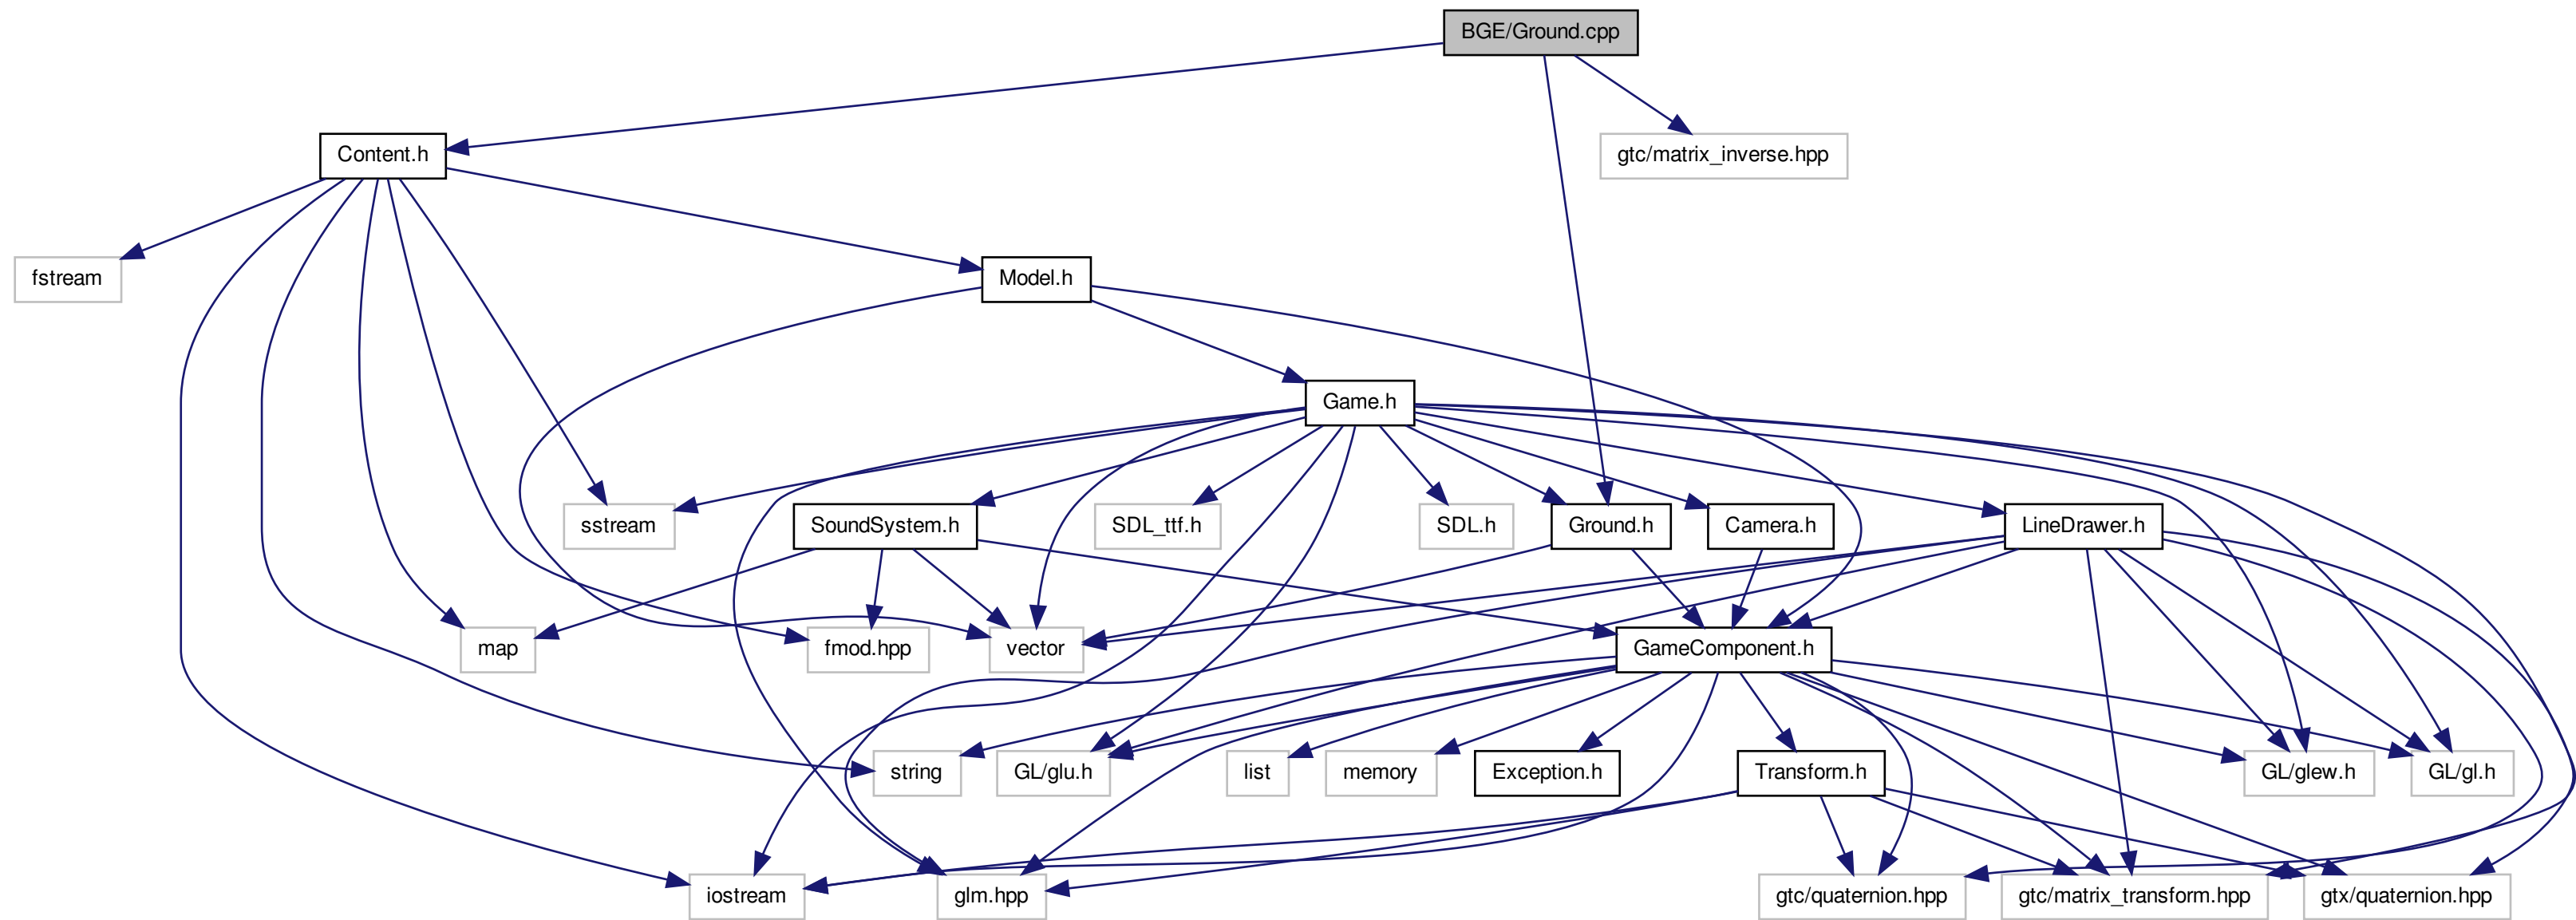 BGE/Ground.cpp
Content.h
gtc/matrix_inverse.hpp
fstream
Model.h
Game.h
sstream
SoundSystem.h
SDL_ttf.h
SDL.h
Ground.h
Camera.h
LineDrawer.h
map
fmod.hpp
vector
GameComponent.h
string
GL/glu.h
list
memory
Exception.h
Transform.h
GL/glew.h
GL/gl.h
iostream
glm.hpp
gtc/quaternion.hpp
gtc/matrix_transform.hpp
gtx/quaternion.hpp